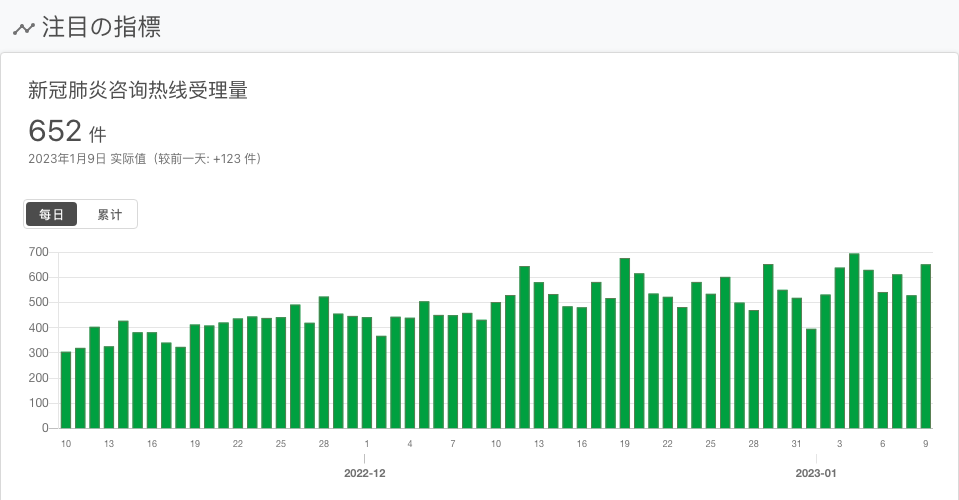 注目の指標
新冠肺炎咨询热线受理量
652 件
2023年1月9日 实际值（较前一天: +123 件）
每日 累计
700
600
500
400
300
200
100
0
10 13 16 19 22 25 28 1 4 7 10 13 16 19 22 25 28 31 3 6 9
2022-12 2023-01